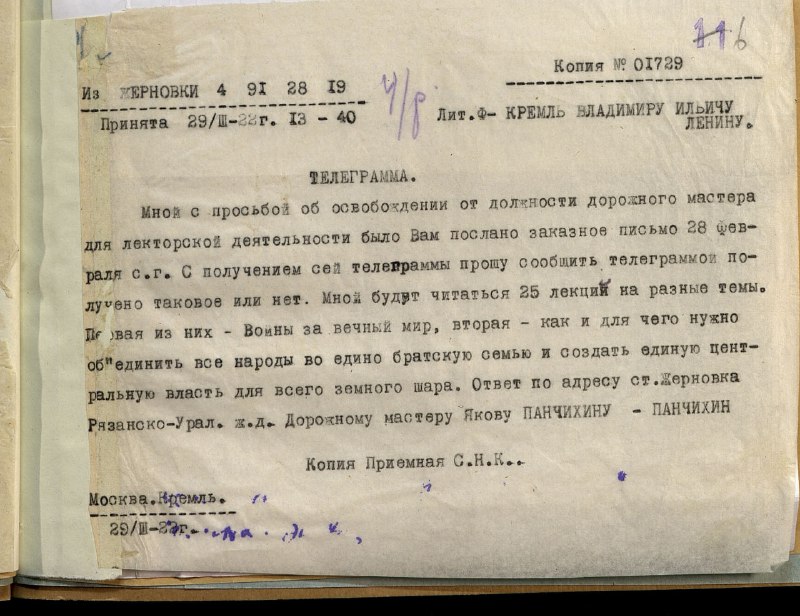 116
Копия № 01729
Из ЖЕРНОВКИ 4 91 28 19
ч/р
Принята 29/III-22г. 13 - 40
Лит.Ф- КРЕМЛЬ ВЛАДИМИРУ ИЛЬИЧУ
ЛЕНИНУ.
ТЕЛЕГРАММА.
Мной с просьбой об освобождении от должности дорожного мастера
для лекторской деятельности было Вам послано заказное письмо 28 фев-
раля с.г. С получением сей телеграммы прошу сообщить телеграммой по-
лучено таковое или нет. Мной будут читаться 25 лекций на разные темы.
Первая из них - Войны за вечный мир, вторая - как и для чего нужно
об"единить все народы во едино братскую семью и создать единую цент-
ральную власть для всего земного шара. Ответ по адресу ст.Жерновка
Рязанско-Урал. ж.д. Дорожному мастеру Якову ПАНЧИХИНУ - ПАНЧИХИН
Копия Приемная С.Н.К..
Москва.Кремль.
29/III-22г.